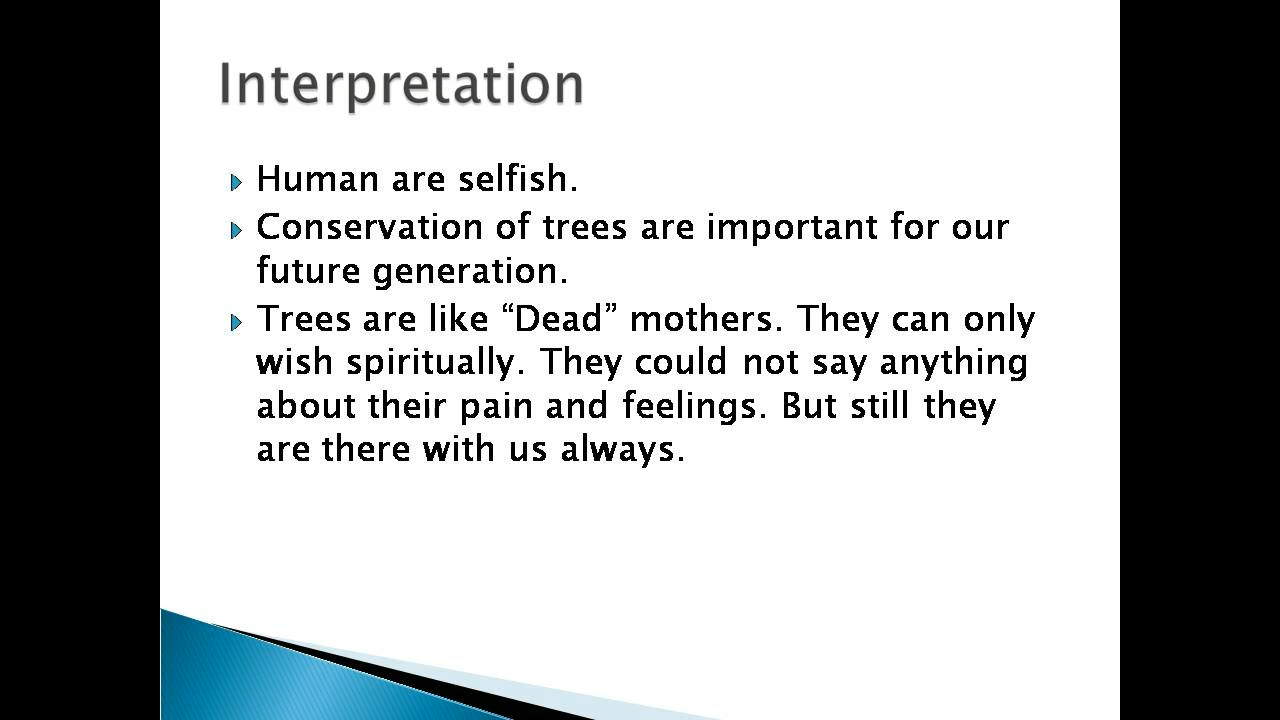 Interpretation
Human are selfish.
Conservation of trees are important for our
future generation.
Trees are like “Dead” mothers. They can only
wish spiritually. They could not say anything
about their pain and feelings. But still they
are there with us always.